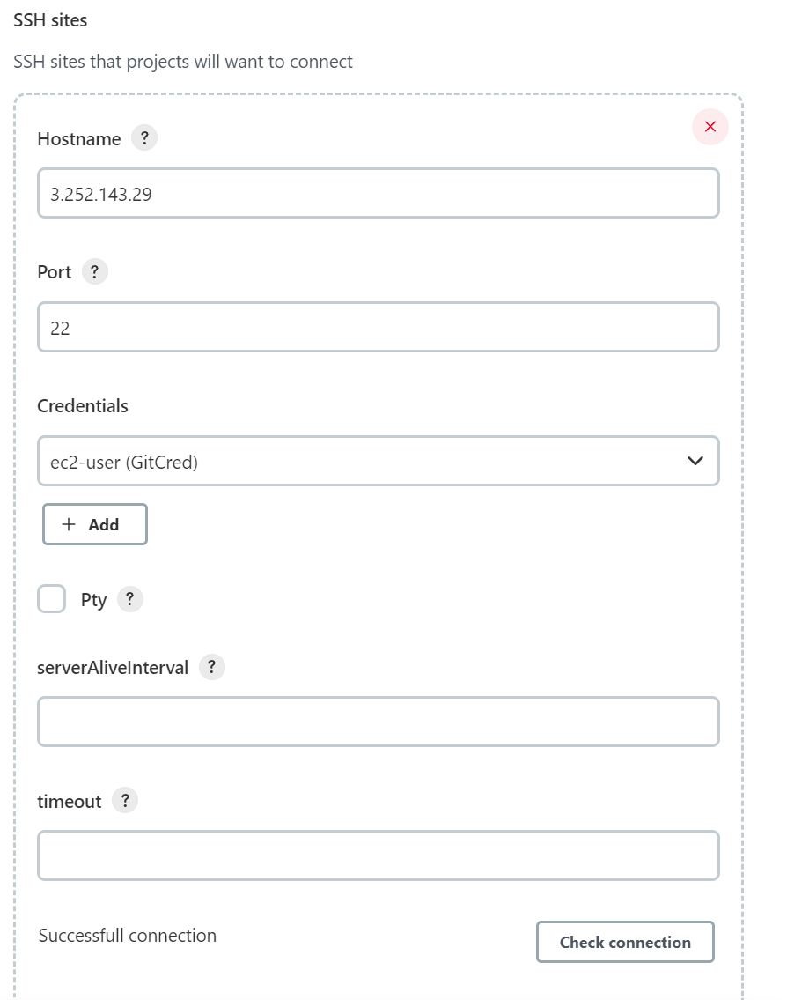 SSH sites
SSH sites that projects will want to connect
Hostname ?
3.252.143.29
Port ?
22
Credentials
ec2-user (GitCred)
+ Add
Pty ?
serverAliveInterval ?
timeout ?
Successfull connection
Check connection